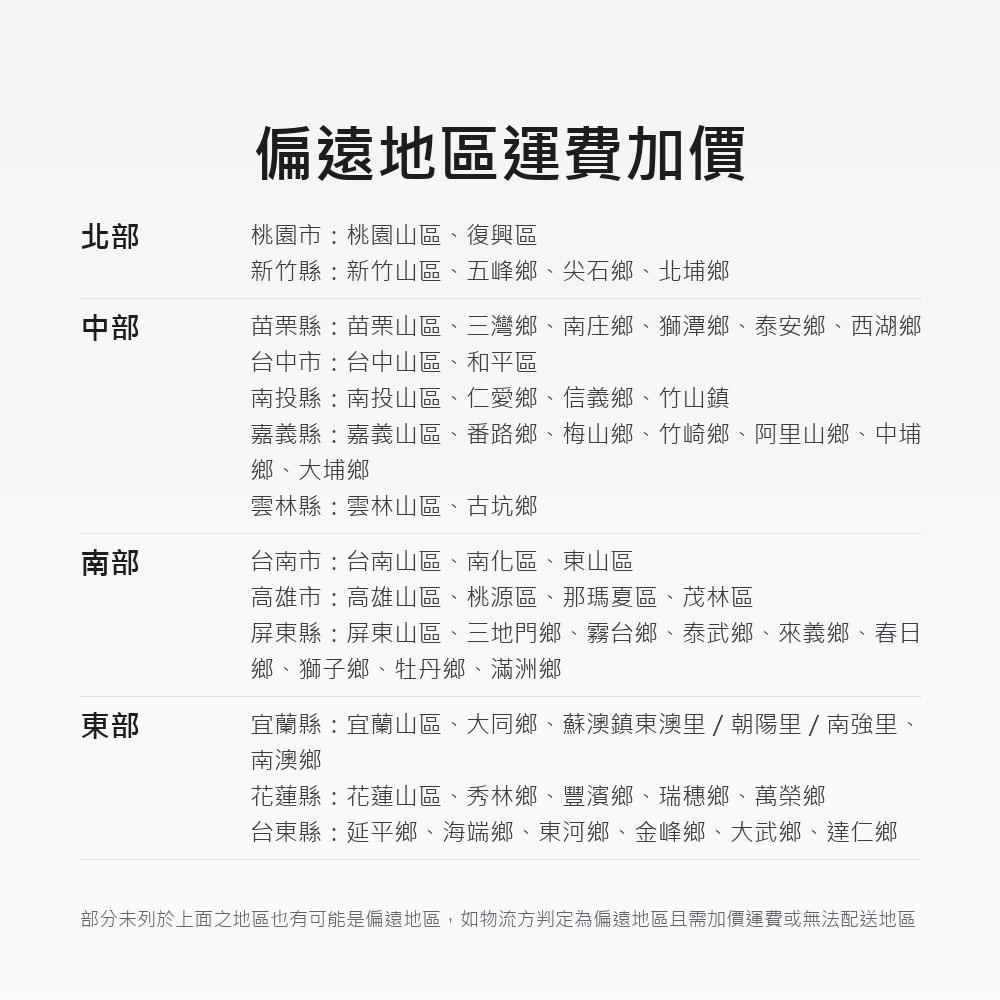 偏遠地區運費加價
北部
桃園市：桃園山區、復興區
新竹縣：新竹山區、五峰鄉、尖石鄉、北埔鄉
中部
苗栗縣：苗栗山區、三灣鄉、南庄鄉、獅潭鄉、泰安鄉、西湖鄉
台中市：台中山區、和平區
南投縣：南投山區、仁愛鄉、信義鄉、竹山鎮
嘉義縣：嘉義山區、番路鄉、梅山鄉、竹崎鄉、阿里山鄉、中埔
鄉、大埔鄉
雲林縣：雲林山區、古坑鄉
南部
台南市：台南山區、南化區、東山區
高雄市：高雄山區、桃源區、那瑪夏區、茂林區
屏東縣：屏東山區、三地門鄉、霧台鄉、泰武鄉、來義鄉、春日
鄉、獅子鄉、牡丹鄉、滿洲鄉
東部
宜蘭縣：宜蘭山區、大同鄉、蘇澳鎮東澳里 / 朝陽里 / 南強里、
南澳鄉
花蓮縣：花蓮山區、秀林鄉、豐濱鄉、瑞穗鄉、萬榮鄉
台東縣：延平鄉、海端鄉、東河鄉、金峰鄉、大武鄉、達仁鄉
部分未列於上面之地區也有可能是偏遠地區，如物流方判定為偏遠地區且需加價運費或無法配送地區